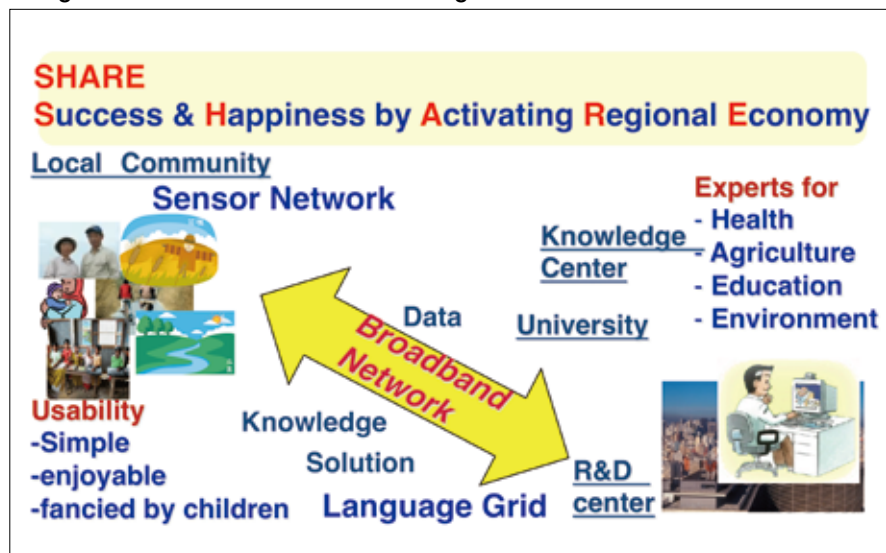 SHARE
Success & Happiness by Activating Regional Economy
Local Community
Sensor Network
Experts for
- Health
- Agriculture
- Education
- Environment
Knowledge
Center
University
Data
Broadband
Network
Usability
-Simple
-enjoyable
-fancied by children
Knowledge
Solution
Language Grid
R&D
center